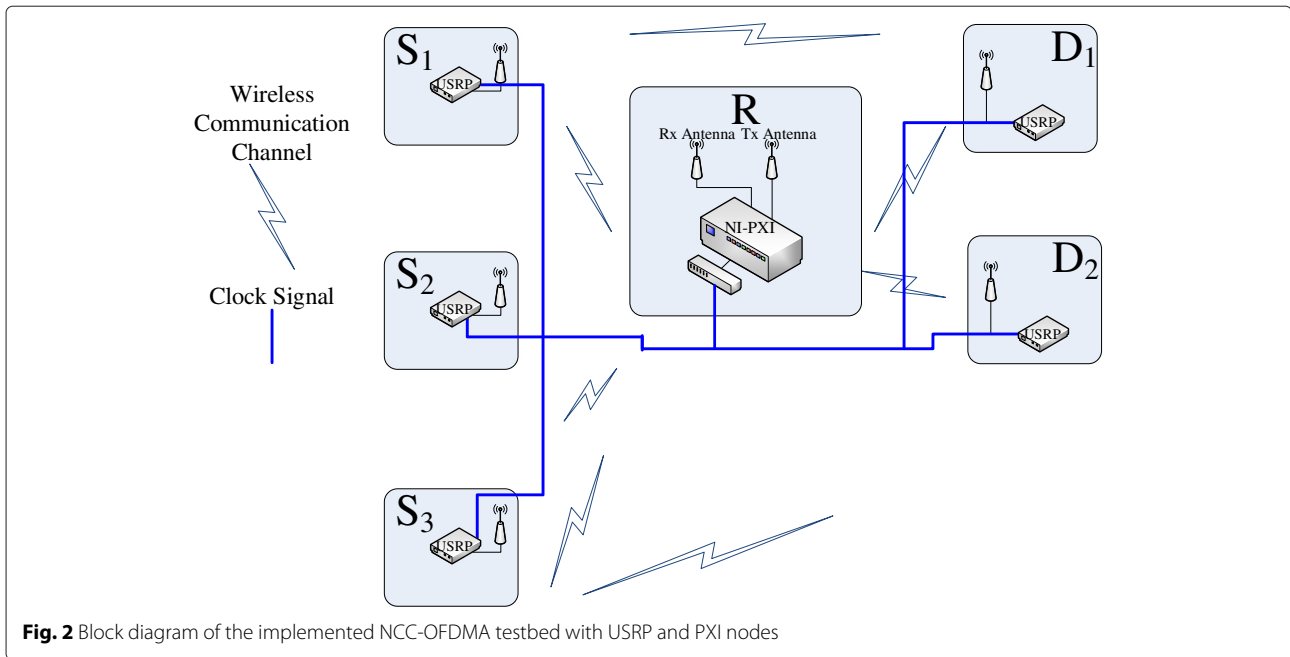 S1
USRP
D1
USRP
Wireless
Communication
Channel
R
Rx Antenna Tx Antenna
NI-PXI
S2
USRP
D2
USRP
Clock Signal
S3
USRP
Fig. 2 Block diagram of the implemented NCC-OFDMA testbed with USRP and PXI nodes